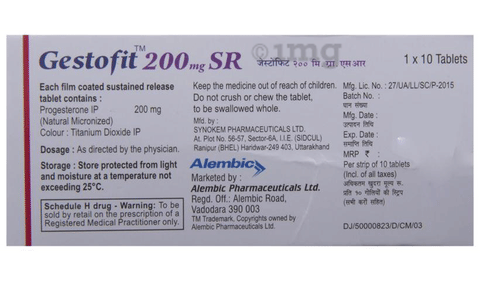 Gestofit™ 200mg SR
जेस्टोफिट २०० मि.ग्रा. एसआर
1 x 10 Tablets
Each film coated sustained release
tablet contains :
Progesterone IP 200 mg
(Natural Micronized)
Colour : Titanium Dioxide IP
Dosage : As directed by the physician.
Storage : Store protected from light
and moisture at a temperature not
exceeding 25°C.
Schedule H drug - Warning: To be
sold by retail on the prescription of a
Registered Medical Practitioner only.
Keep the medicine out of reach of children.
Do not crush or chew the tablet,
to be swallowed whole.
Mfd. by :
SYNOKEM PHARMACEUTICALS LTD.
At. Plot No. 56-57, Sector-6A, I.I.E. (SIDCUL)
Ranipur (BHEL) Haridwar-249 403, Uttarakhand
Alembic
Marketed by :
Alembic Pharmaceuticals Ltd.
Regd. Off.: Alembic Road,
Vadodara 390 003
TM Trademark. Copyrights owned by
Alembic Pharmaceuticals Ltd.
Mfg. Lic. No. : 27/UA/LL/SC/P-2015
Batch No. :
घान संख्या
Mfg. Date :
उत्पादन तिथि
Exp. Date :
समाप्ति तिथि
MRP ₹ :
Per strip of 10 tablets
(Incl. of all taxes)
अधिकतम खुदरा मूल्य रु.
प्रति १० गोलियों की स्ट्रिप
(सभी करों सहित)
DJ/50000823/D/CM/03
1mg